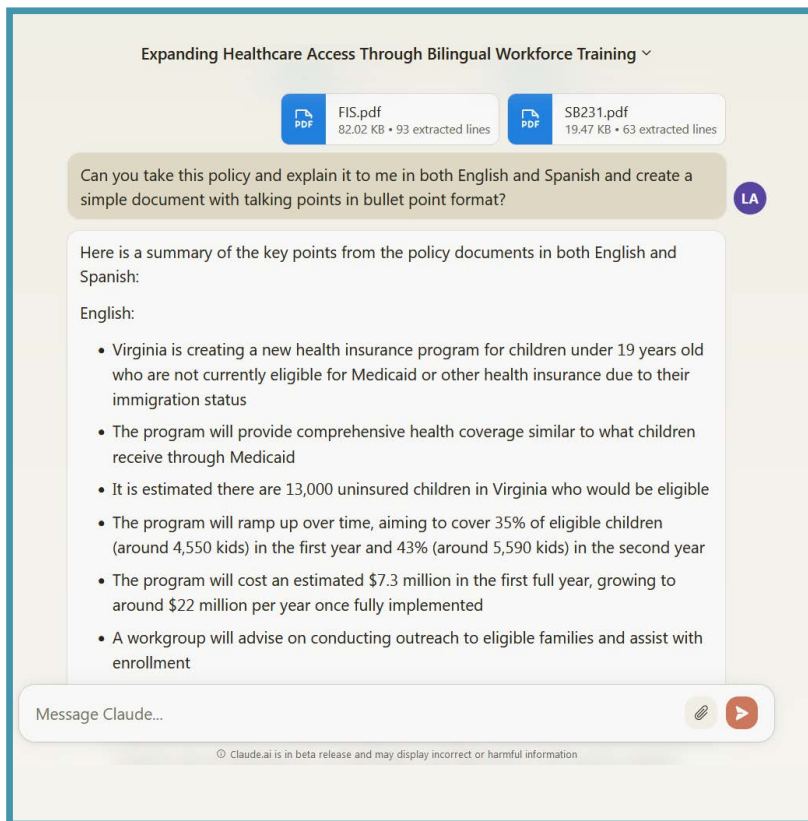 Expanding Healthcare Access Through Bilingual Workforce Training
PDF
FIS.pdf
82.02 KB • 93 extracted lines
PDF
SB231.pdf
19.47 KB • 63 extracted lines
Can you take this policy and explain it to me in both English and Spanish and create a
simple document with talking points in bullet point format?
LA
Here is a summary of the key points from the policy documents in both English and
Spanish:
English:
• Virginia is creating a new health insurance program for children under 19 years old
who are not currently eligible for Medicaid or other health insurance due to their
immigration status
• The program will provide comprehensive health coverage similar to what children
receive through Medicaid
• It is estimated there are 13,000 uninsured children in Virginia who would be eligible
• The program will ramp up over time, aiming to cover 35% of eligible children
(around 4,550 kids) in the first year and 43% (around 5,590 kids) in the second year
• The program will cost an estimated $7.3 million in the first full year, growing to
around $22 million per year once fully implemented
• A workgroup will advise on conducting outreach to eligible families and assist with
enrollment
Message Claude...
Claude.ai is in beta release and may display incorrect or harmful information